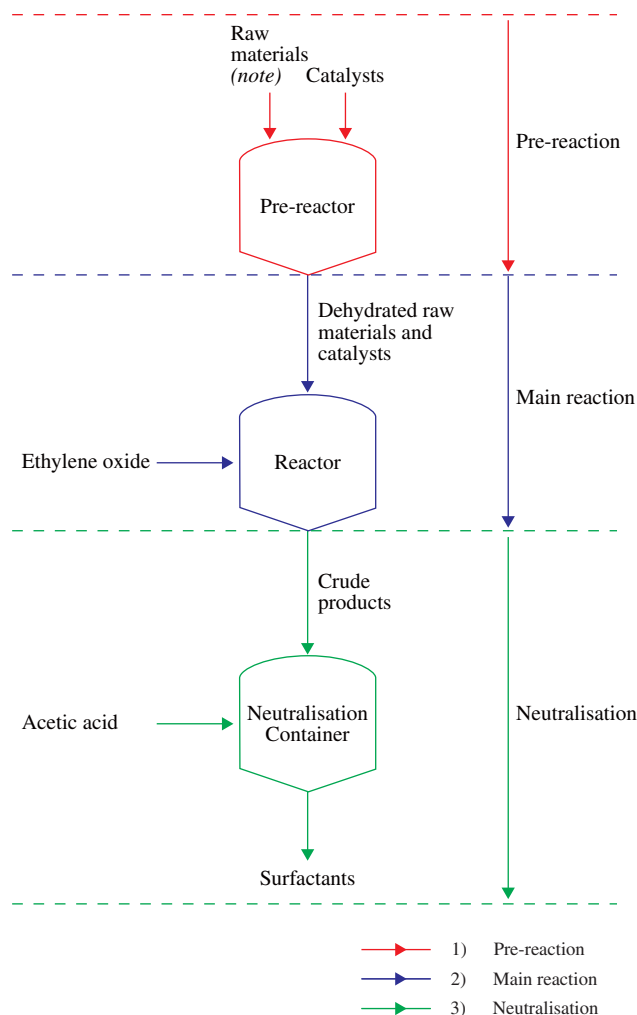 Raw
materials
(note) Catalysts
Pre-reaction
Pre-reactor
Dehydrated raw
materials and
catalysts
Main reaction
Ethylene oxide
Reactor
Crude
products
Neutralisation
Container
Acetic acid
Neutralisation
Surfactants
1) Pre-reaction
2) Main reaction
3) Neutralisation